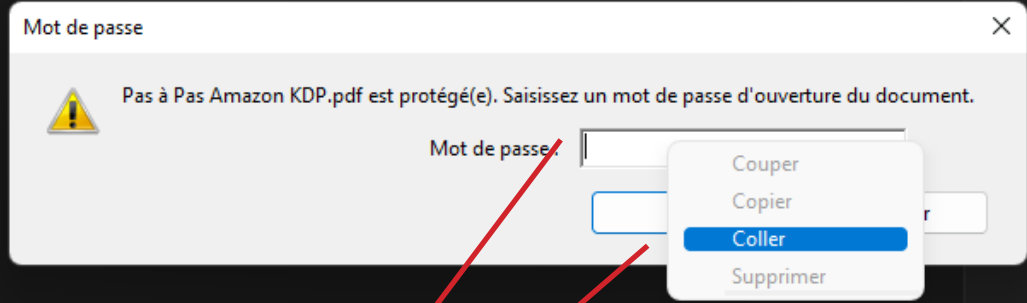 Mot de passe
Pas à Pas Amazon KDP.pdf est protégé(e). Saisissez un mot de passe d'ouverture du document.
Mot de passe :
Couper
Copier
r
Coller
Supprimer